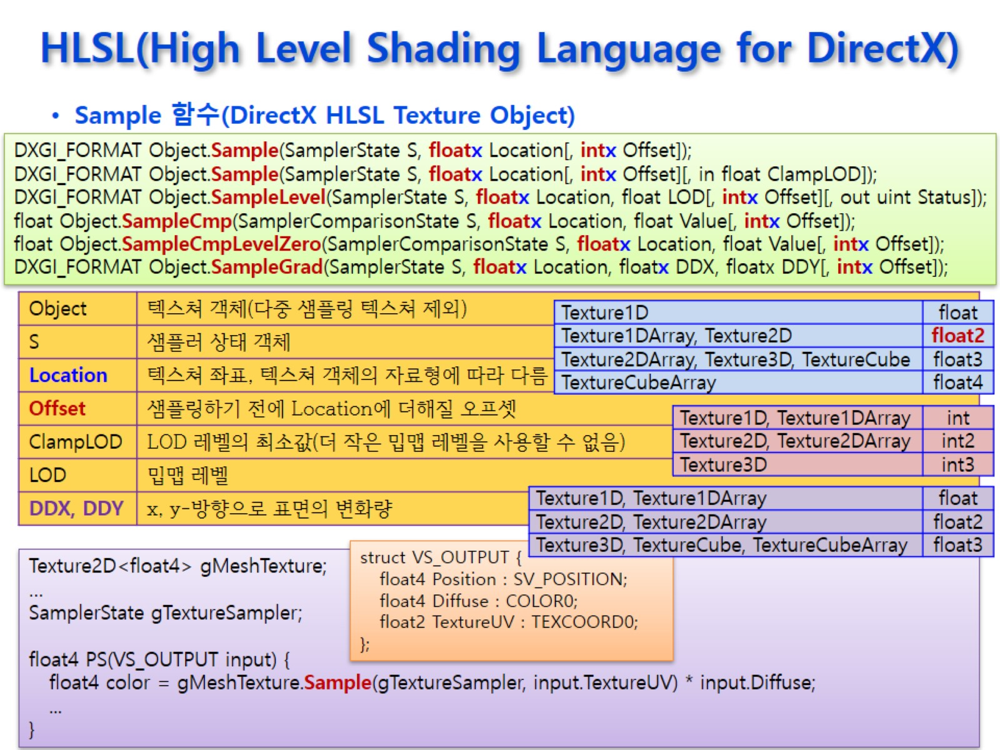 HLSL(High Level Shading Language for DirectX)
• Sample 함수(DirectX HLSL Texture Object)
DXGI_FORMAT Object.Sample(SamplerState S, floatx Location[, intx Offset]);
DXGI_FORMAT Object.Sample(SamplerState S, floatx Location[, intx Offset][, in float ClampLOD]);
DXGI_FORMAT Object.SampleLevel(SamplerState S, floatx Location, float LOD[, intx Offset][, out uint Status]);
float Object.SampleCmp(SamplerComparisonState S, floatx Location, float Value[, intx Offset]);
float Object.SampleCmpLevelZero(SamplerComparisonState S, floatx Location, float Value[, intx Offset]);
DXGI_FORMAT Object.SampleGrad(SamplerState S, floatx Location, floatx DDX, floatx DDY[, intx Offset]);
Object 텍스쳐 객체(다중 샘플링 텍스쳐 제외)
S 샘플러 상태 객체
Location 텍스쳐 좌표, 텍스쳐 객체의 자료형에 따라 다름
Offset 샘플링하기 전에 Location에 더해질 오프셋
ClampLOD LOD 레벨의 최소값(더 작은 밉맵 레벨을 사용할 수 없음)
LOD 밉맵 레벨
DDX, DDY x, y-방향으로 표면의 변화량
Texture1D float
Texture1DArray, Texture2D float2
Texture2DArray, Texture3D, TextureCube float3
TextureCubeArray float4
Texture1D, Texture1DArray int
Texture2D, Texture2DArray int2
Texture3D int3
Texture1D, Texture1DArray float
Texture2D, Texture2DArray float2
Texture3D, TextureCube, TextureCubeArray float3
Texture2D<float4> gMeshTexture;
...
SamplerState gTextureSampler;
float4 PS(VS_OUTPUT input) {
float4 color = gMeshTexture.Sample(gTextureSampler, input.TextureUV) * input.Diffuse;
...
}
struct VS_OUTPUT {
float4 Position : SV_POSITION;
float4 Diffuse : COLOR0;
float2 TextureUV : TEXCOORD0;
};